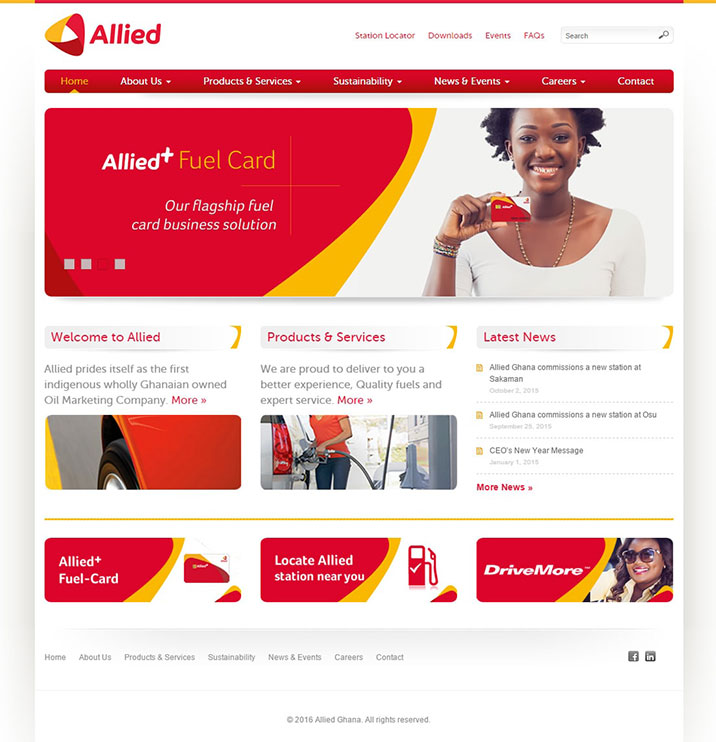 Allied
Station Locator Downloads Events FAQs Search
Home About Us Products & Services Sustainability News & Events Careers Contact
Allied+ Fuel Card
Our flagship fuel
card business solution
Allied+
Welcome to Allied
Allied prides itself as the first
indigenous wholly Ghanaian owned
Oil Marketing Company. More »
Products & Services
We are proud to deliver to you a
better experience, Quality fuels and
expert service. More »
Latest News
Allied Ghana commissions a new station at
Sakaman
October 2, 2015
Allied Ghana commissions a new station at Osu
September 29, 2015
CEO's New Year Message
January 1, 2015
More News »
Allied+
Fuel-Card
Allied+
Locate Allied
station near you
DriveMore™
Home About Us Products & Services Sustainability News & Events Careers Contact
© 2016 Allied Ghana. All rights reserved.